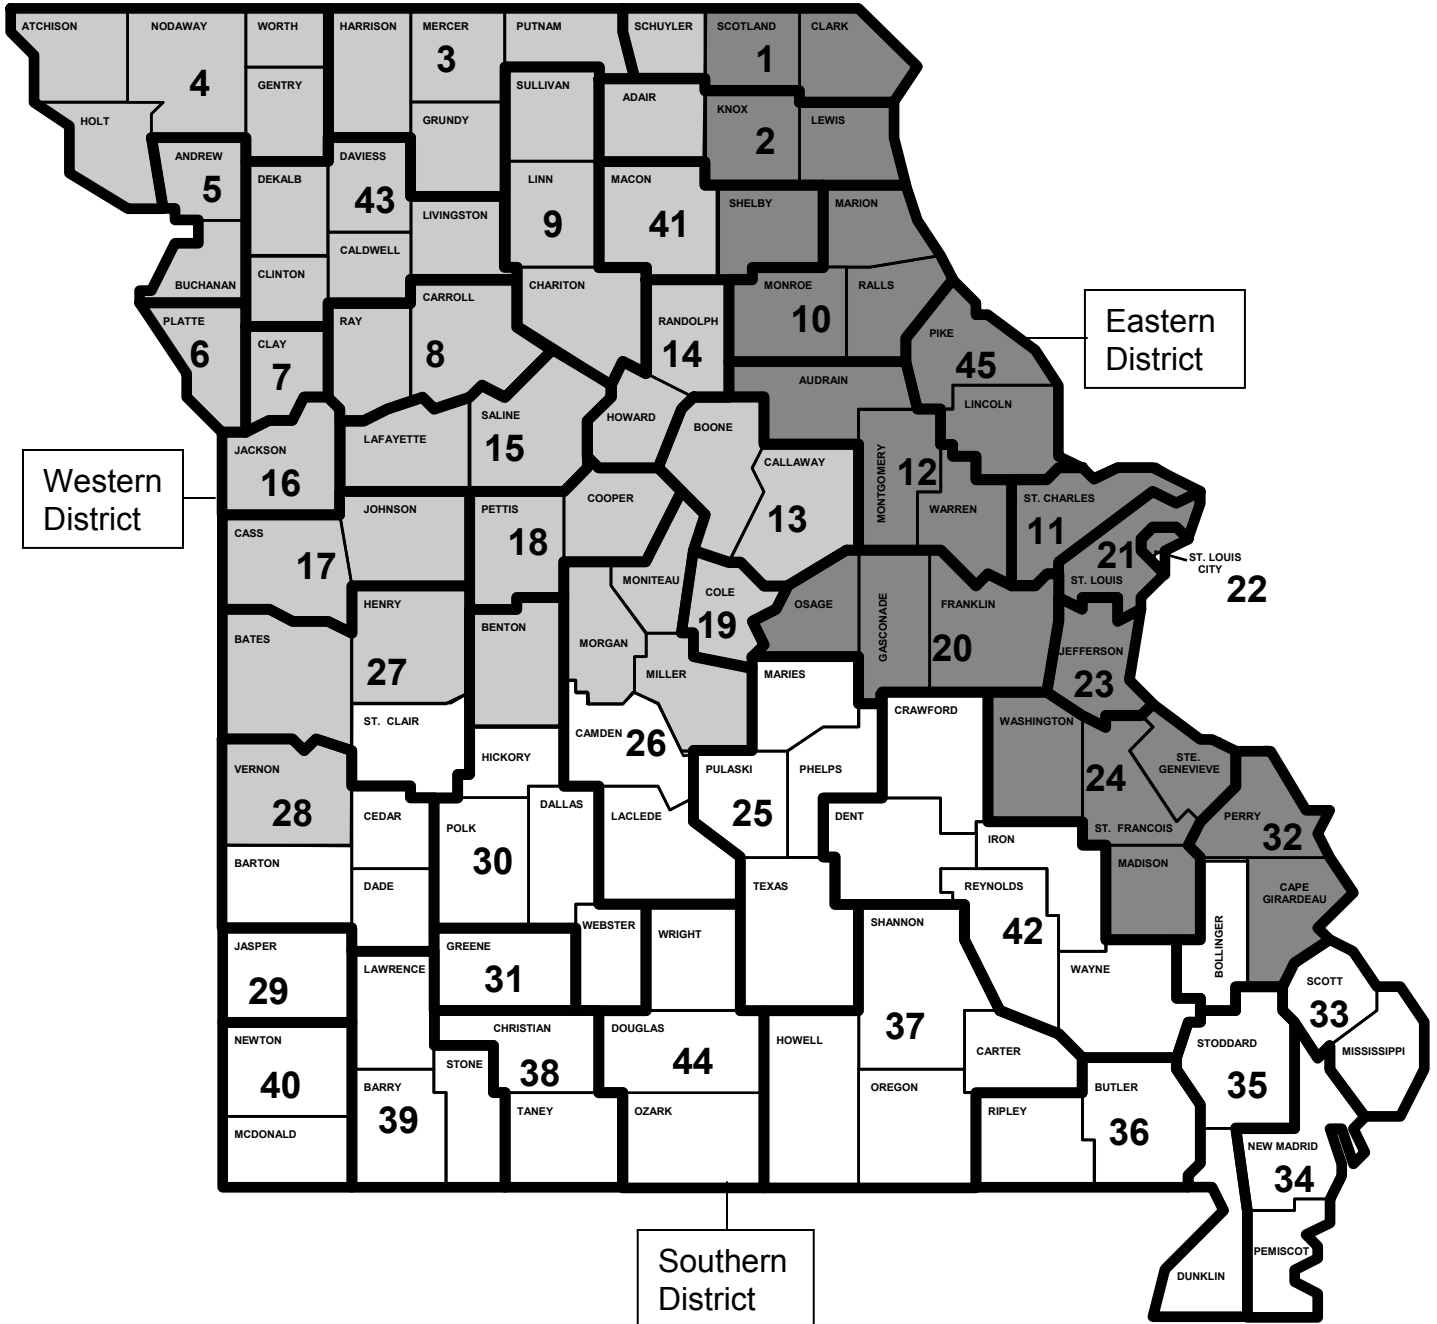 ATCHISON
NODAWAY
WORTH
HARRISON
MERCER
PUTNAM
SCHUYLER
SCOTLAND
CLARK
3
1
4
GENTRY
SULLIVAN
ADAIR
KNOX
LEWIS
HOLT
GRUNDY
2
ANDREW
DAVIESS
5
DEKALB
43
LINN
MACON
9
41
SHELBY
MARION
LIVINGSTON
CALDWELL
CLINTON
BUCHANAN
CARROLL
CHARITON
MONROE
RALLS
PLATTE
RAY
RANDOLPH
10
6
CLAY
7
8
14
PIKE
45
Eastern
District
AUDRAIN
LINCOLN
SALINE
HOWARD
BOONE
LAFAYETTE
15
JACKSON
16
CALLAWAY
MONTGOMERY
12
Western
District
COOPER
ST. CHARLES
JOHNSON
PETTIS
WARREN
11
CASS
18
13
17
21
ST. LOUIS
CITY
22
MONITEAU
ST. LOUIS
COLE
19
HENRY
OSAGE
GASCONADE
FRANKLIN
BENTON
BATES
MORGAN
20
JEFFERSON
27
MILLER
MARIES
23
ST. CLAIR
CRAWFORD
WASHINGTON
CAMDEN
26
HICKORY
VERNON
PULASKI
PHELPS
24
STE.
GENEVIEVE
28
DALLAS
CEDAR
LACLEDE
25
DENT
POLK
ST. FRANCOIS
PERRY
32
30
IRON
BARTON
MADISON
DADE
TEXAS
REYNOLDS
CAPE
GIRARDEAU
WEBSTER
WRIGHT
SHANNON
42
BOLLINGER
JASPER
GREENE
LAWRENCE
31
WAYNE
29
SCOTT
33
37
CHRISTIAN
DOUGLAS
NEWTON
HOWELL
STODDARD
CARTER
MISSISSIPPI
STONE
38
44
40
BARRY
OREGON
BUTLER
35
39
TANEY
OZARK
RIPLEY
MCDONALD
36
NEW MADRID
34
PEMISCOT
Southern
District
DUNKLIN